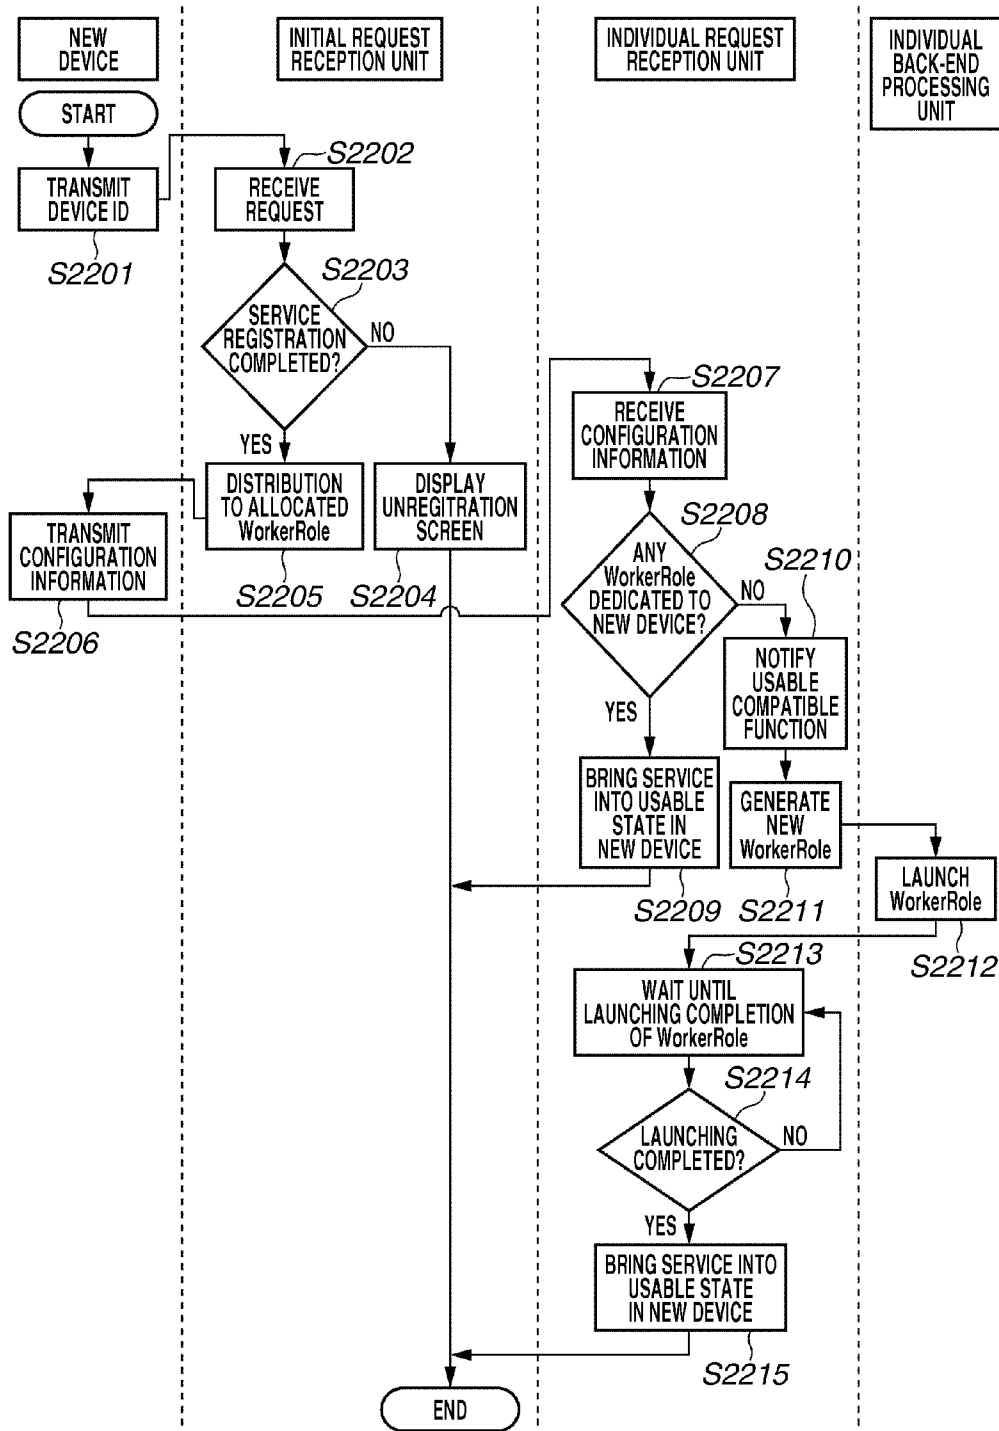 NEW
DEVICE
INITIAL REQUEST
RECEPTION UNIT
INDIVIDUAL REQUEST
RECEPTION UNIT
INDIVIDUAL
BACK-END
PROCESSING
UNIT
START
TRANSMIT
DEVICE ID
S2201
S2202
RECEIVE
REQUEST
S2203
SERVICE
REGISTRATION
COMPLETED?
NO
YES
DISTRIBUTION
TO ALLOCATED
WorkerRole
S2205
DISPLAY
UNREGITRATION
SCREEN
S2204
TRANSMIT
CONFIGURATION
INFORMATION
S2206
S2207
RECEIVE
CONFIGURATION
INFORMATION
S2208
ANY
WorkerRole
DEDICATED TO
NEW DEVICE?
NO
YES
S2210
NOTIFY
USABLE
COMPATIBLE
FUNCTION
BRING SERVICE
INTO USABLE
STATE IN
NEW DEVICE
S2209
GENERATE
NEW
WorkerRole
S2211
LAUNCH
WorkerRole
S2212
S2213
WAIT UNTIL
LAUNCHING COMPLETION
OF WorkerRole
S2214
LAUNCHING
COMPLETED?
NO
YES
BRING SERVICE INTO
USABLE STATE
IN NEW DEVICE
S2215
END